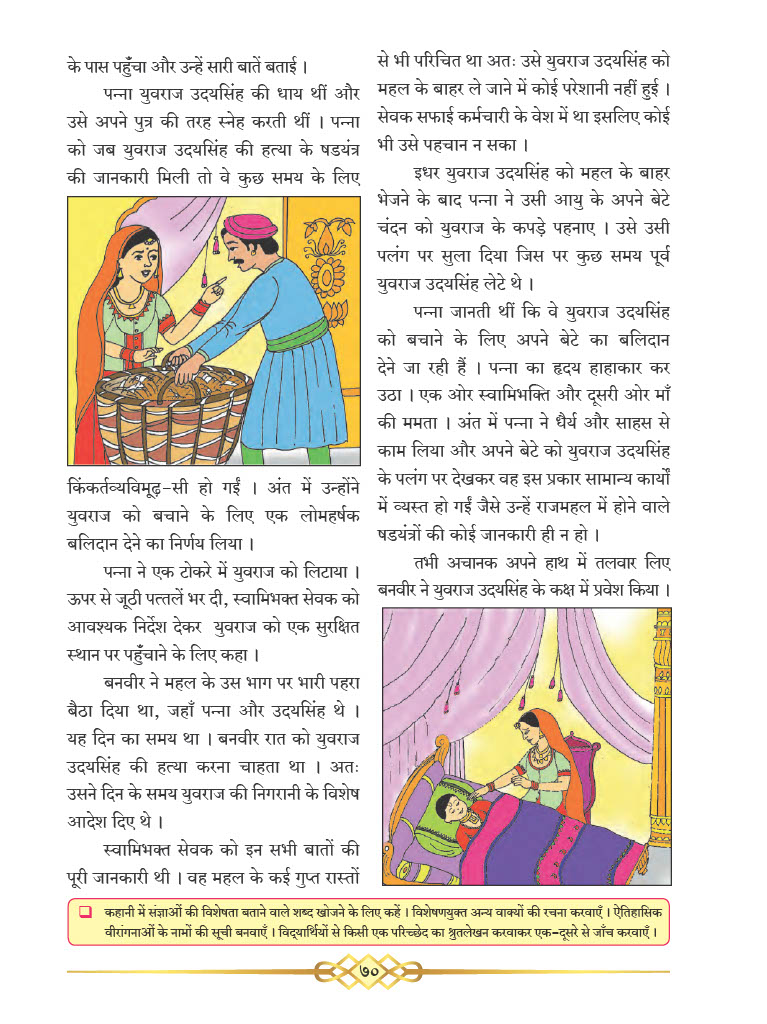 के पास पहुँचा और उन्हें सारी बातें बताईं ।
पन्ना युवराज उदयसिंह की धाय थीं और
उसे अपने पुत्र की तरह स्नेह करती थीं । पन्ना
को जब युवराज उदयसिंह की हत्या के षडयंत्र
की जानकारी मिली तो वे कुछ समय के लिए
किंकर्तव्यविमूढ़-सी हो गईं । अंत में उन्होंने
युवराज को बचाने के लिए एक लोमहर्षक
बलिदान देने का निर्णय लिया ।
पन्ना ने एक टोकरे में युवराज को लिटाया ।
ऊपर से जूठी पत्तलें भर दी, स्वामिभक्त सेवक को
आवश्यक निर्देश देकर युवराज को एक सुरक्षित
स्थान पर पहुँचाने के लिए कहा ।
बनवीर ने महल के उस भाग पर भारी पहरा
बैठा दिया था, जहाँ पन्ना और उदयसिंह थे ।
यह दिन का समय था । बनवीर रात को युवराज
उदयसिंह की हत्या करना चाहता था । अतः
उसने दिन के समय युवराज की निगरानी के विशेष
आदेश दिए थे ।
स्वामिभक्त सेवक को इन सभी बातों की
पूरी जानकारी थी । वह महल के कई गुप्त रास्तों
से भी परिचित था अतः उसे युवराज उदयसिंह को
महल के बाहर ले जाने में कोई परेशानी नहीं हुई ।
सेवक सफाई कर्मचारी के वेश में था इसलिए कोई
भी उसे पहचान न सका ।
इधर युवराज उदयसिंह को महल के बाहर
भेजने के बाद पन्ना ने उसी आयु के अपने बेटे
चंदन को युवराज के कपड़े पहनाए । उसे उसी
पलंग पर सुला दिया जिस पर कुछ समय पूर्व
युवराज उदयसिंह लेटे थे ।
पन्ना जानती थीं कि वे युवराज उदयसिंह
को बचाने के लिए अपने बेटे का बलिदान
देने जा रही हैं । पन्ना का हृदय हाहाकार कर
उठा । एक ओर स्वामिभक्ति और दूसरी ओर माँ
की ममता । अंत में पन्ना ने धैर्य और साहस से
काम लिया और अपने बेटे को युवराज उदयसिंह
के पलंग पर देखकर वह इस प्रकार सामान्य कार्यों
में व्यस्त हो गईं जैसे उन्हें राजमहल में होने वाले
षडयंत्रों की कोई जानकारी ही न हो ।
तभी अचानक अपने हाथ में तलवार लिए
बनवीर ने युवराज उदयसिंह के कक्ष में प्रवेश किया ।
❑ कहानी में संज्ञाओं की विशेषता बताने वाले शब्द खोजने के लिए कहें । विशेषणयुक्त अन्य वाक्यों की रचना करवाएँ । ऐतिहासिक
वीरांगनाओं के नामों की सूची बनवाएँ । विद्यार्थियों से किसी एक परिच्छेद का श्रुतलेखन करवाकर एक-दूसरे से जाँच करवाएँ ।
७०